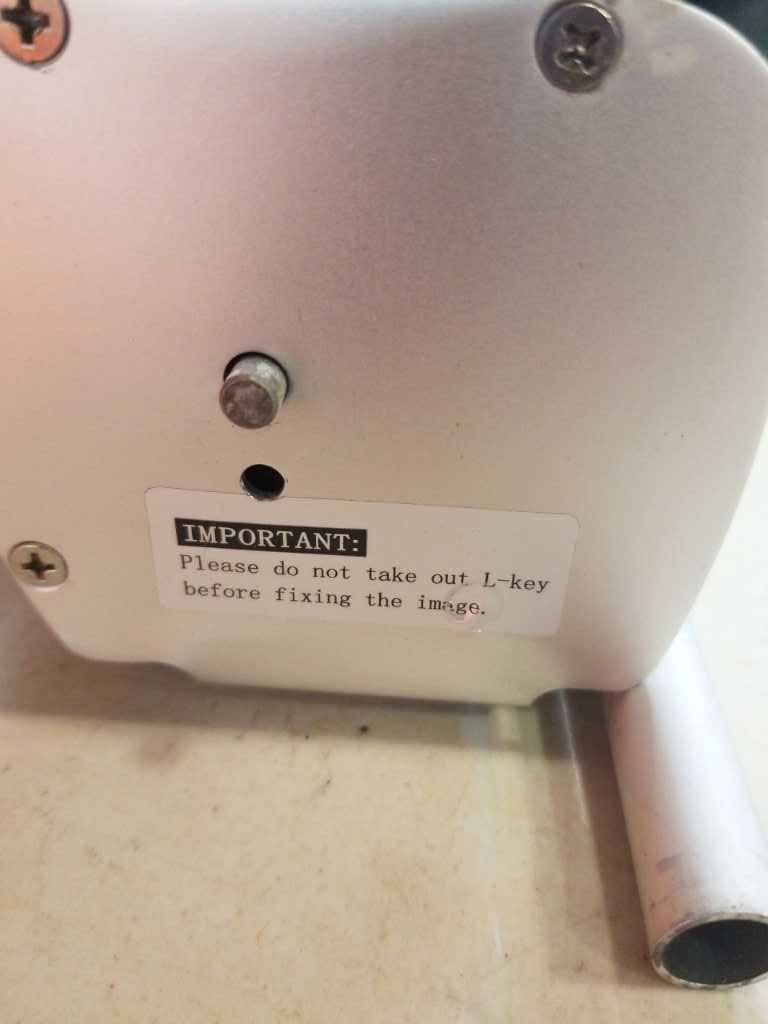 IMPORTANT:
Please do not take out L-key
before fixing the image.